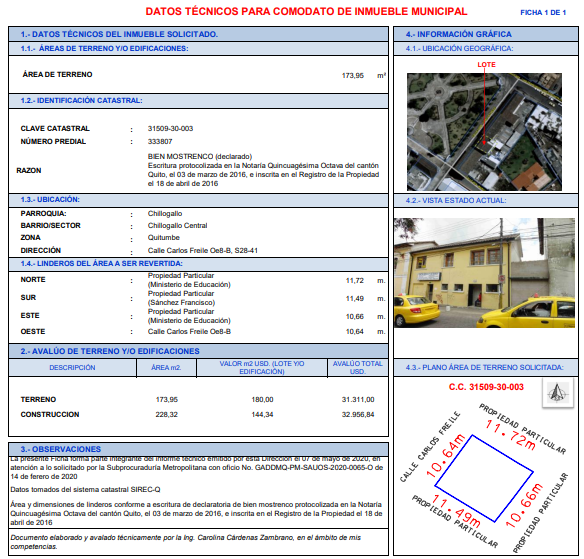 DATOS TÉCNICOS PARA COMODATO DE INMUEBLE MUNICIPAL
FICHA 1 DE 1
1.- DATOS TÉCNICOS DEL INMUEBLE SOLICITADO.
1.1.- ÁREAS DE TERRENO Y/O EDIFICACIONES:
ÁREA DE TERRENO 173,95 m²
1.2.- IDENTIFICACIÓN CATASTRAL:
CLAVE CATASTRAL : 31509-30-003
NÚMERO PREDIAL : 333807
RAZON : BIEN MOSTRENCO (declarado)
Escritura protocolizada en la Notaría Quincuagésima Octava del cantón
Quito, el 03 de marzo de 2016, e inscrita en el Registro de la Propiedad
el 18 de abril de 2016
1.3.- UBICACIÓN:
PARROQUIA: : Chillogallo
BARRIO/SECTOR : Chillogallo Central
ZONA : Quitumbe
DIRECCIÓN : Calle Carlos Freile Oe8-B, S28-41
1.4.- LINDEROS DEL ÁREA A SER REVERTIDA:
NORTE : Propiedad Particular
(Ministerio de Educación) 11,72 m.
SUR : Propiedad Particular
(Sánchez Francisco) 11,49 m.
ESTE : Propiedad Particular
(Ministerio de Educación) 10,66 m.
OESTE : Calle Carlos Freile Oe8-B 10,64 m.
2.- AVALÚO DE TERRENO Y/O EDIFICACIONES
DESCRIPCIÓN ÁREA m2. VALOR m2 USD. (LOTE Y/O EDIFICACIÓN) AVALÚO TOTAL USD.
TERRENO 173,95 180,00 31.311,00
CONSTRUCCION 228,32 144,34 32.956,84
3.- OBSERVACIONES
La presente Ficha forma parte integrante del informe técnico emitido por esta Dirección el 07 de mayo de 2020, en
atención a lo solicitado por la Subprocuraduría Metropolitana con oficio No. GADDMQ-PM-SAUOS-2020-0065-O de
14 de ferero de 2020
Datos tomados del sistema catastral SIREC-Q
Área y dimensiones de linderos conforme a escritura de declaratoria de bien mostrenco protocolizada en la Notaría
Quincuagésima Octava del cantón Quito, el 03 de marzo de 2016, e inscrita en el Registro de la Propiedad el 18 de
abril de 2016
Documento elaborado y avalado técnicamente por la Ing. Carolina Cárdenas Zambrano, en el ámbito de mis
competencias.
4.- INFORMACIÓN GRÁFICA
4.1.- UBICACIÓN GEOGRÁFICA:
LOTE
4.2.- VISTA ESTADO ACTUAL:
4.3.- PLANO ÁREA DE TERRENO SOLICITADA:
C.C. 31509-30-003
PROPIEDAD PARTICULAR
11.72m
CALLE CARLOS FREILE
10.64m
10.66m
PROPIEDAD PARTICULAR
11.49m
PROPIEDAD PARTICULAR